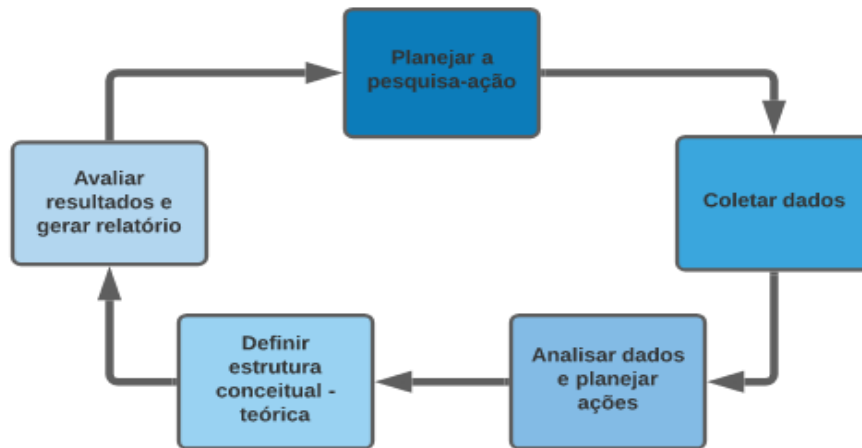 Planejar a
pesquisa-ação
Coletar dados
Analisar dados
e planejar
ações
Definir
estrutura
conceitual -
teórica
Avaliar
resultados e
gerar relatório